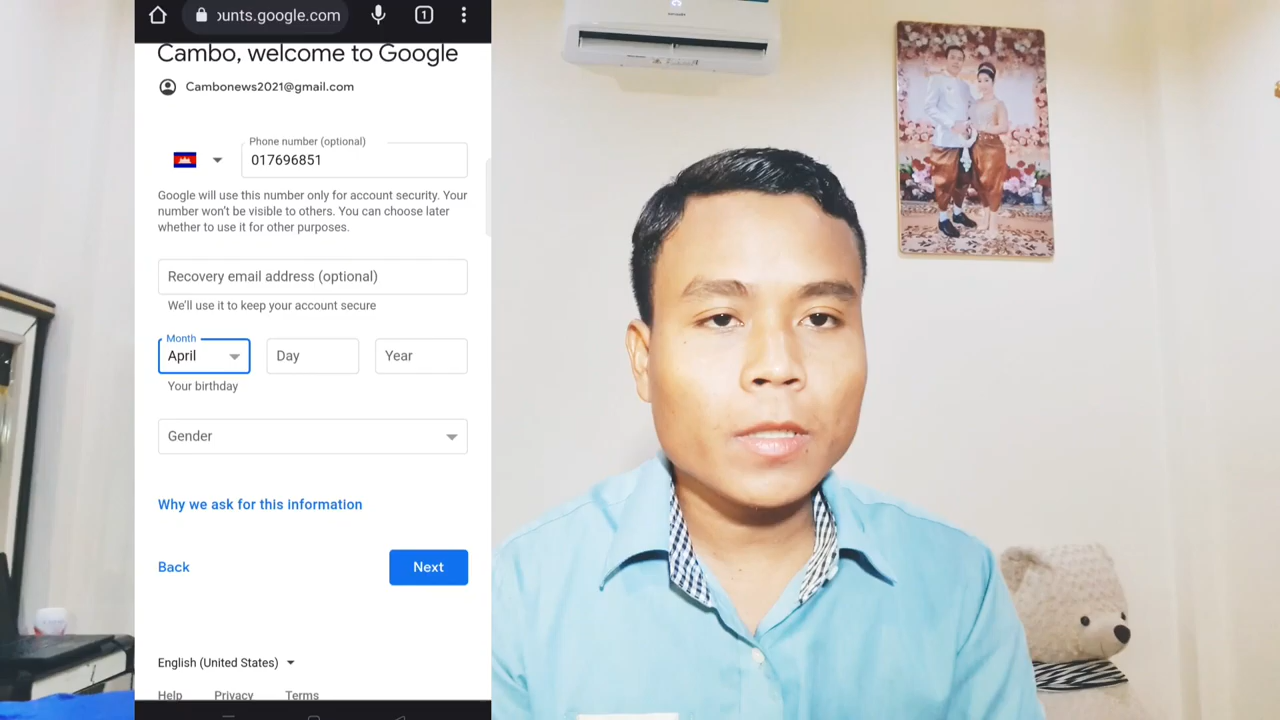 ounts.google.com
1
Cambo, welcome to Google
Cambonews2021@gmail.com
Phone number (optional)
017696851
Google will use this number only for account security. Your
number won't be visible to others. You can choose later
whether to use it for other purposes.
Recovery email address (optional)
We'll use it to keep your account secure
Month
April
Day
Year
Your birthday
Gender
Why we ask for this information
Back
Next
English (United States)
Help
Privacy
Terms